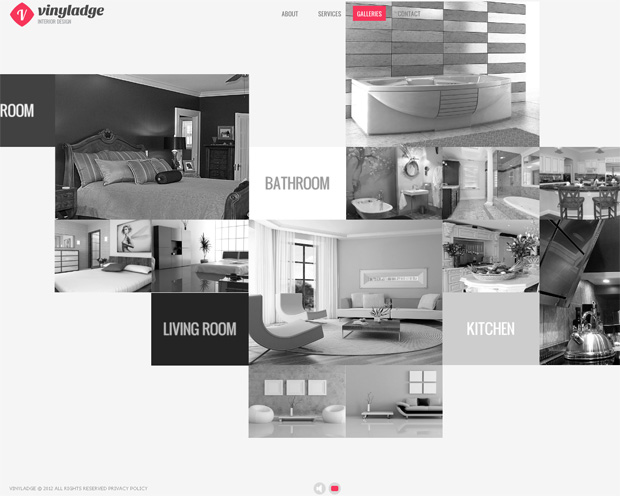 V
vinyladge
INTERIOR DESIGN
ABOUT SERVICES GALLERIES CONTACT
ROOM
BATHROOM
LIVING ROOM
KITCHEN
VINYLADGE © 2012 ALL RIGHTS RESERVED PRIVACY POLICY